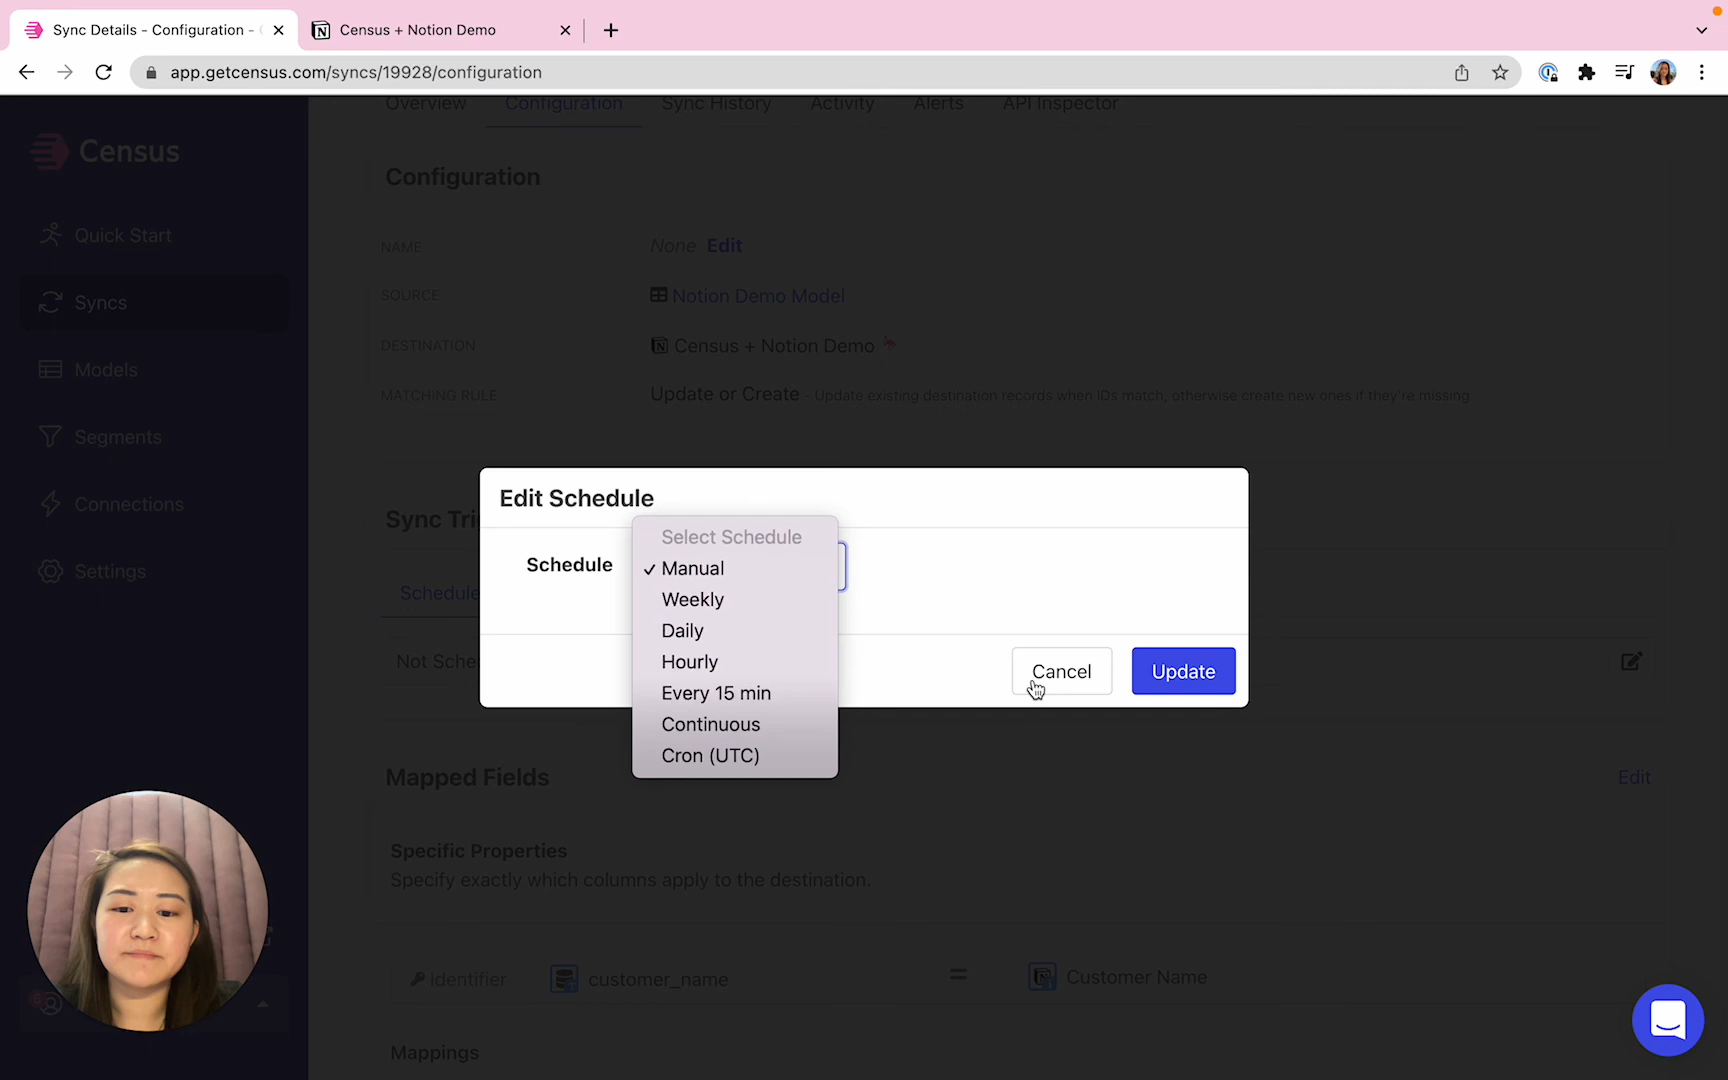 Sync Details - Configuration -
Census + Notion Demo
app.getcensus.com/syncs/19928/configuration
Overview
Configuration
Sync History
Activity
Alerts
API Inspector
Census
Quick Start
Syncs
Models
Segments
Connections
Settings
Configuration
NAME
None Edit
SOURCE
Notion Demo Model
DESTINATION
Census + Notion Demo
MATCHING RULE
Update or Create - Update existing destination records when IDs match, otherwise create new ones if they're missing
Sync Tri
Schedule
Not Sche
Edit Schedule
Schedule
Select Schedule
✓ Manual
Weekly
Daily
Hourly
Every 15 min
Continuous
Cron (UTC)
Cancel
Update
Mapped Fields
Edit
Specific Properties
Specify exactly which columns apply to the destination.
Identifier
customer_name
=
Customer Name
Mappings